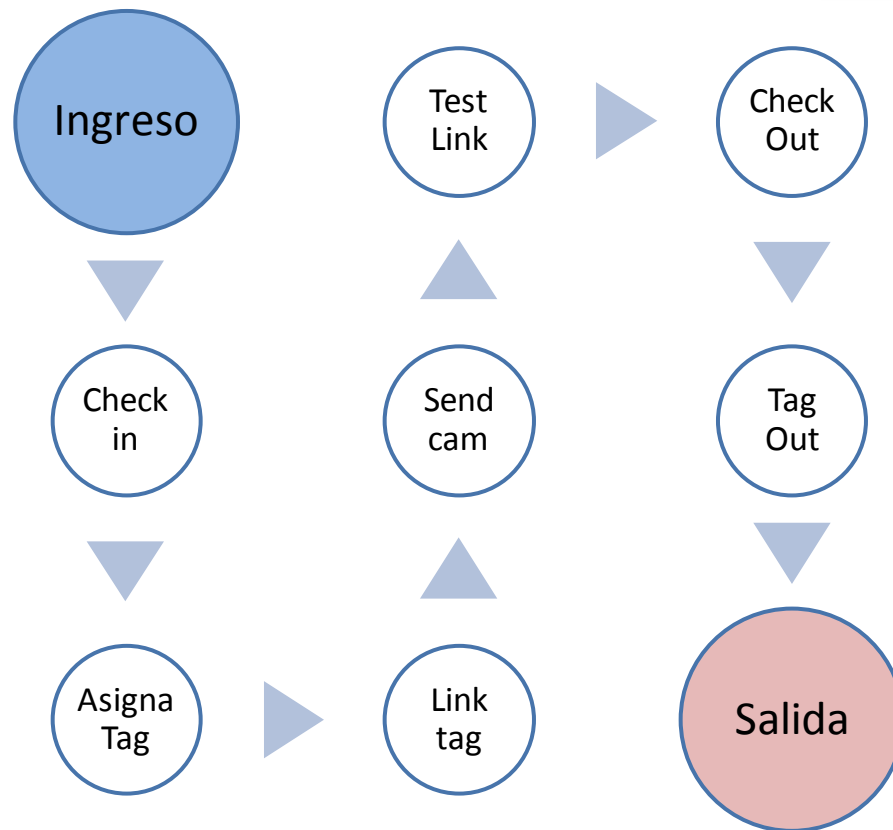 Ingreso
Check
in
Asigna
Tag
Link
tag
Send
cam
Test
Link
Check
Out
Tag
Out
Salida